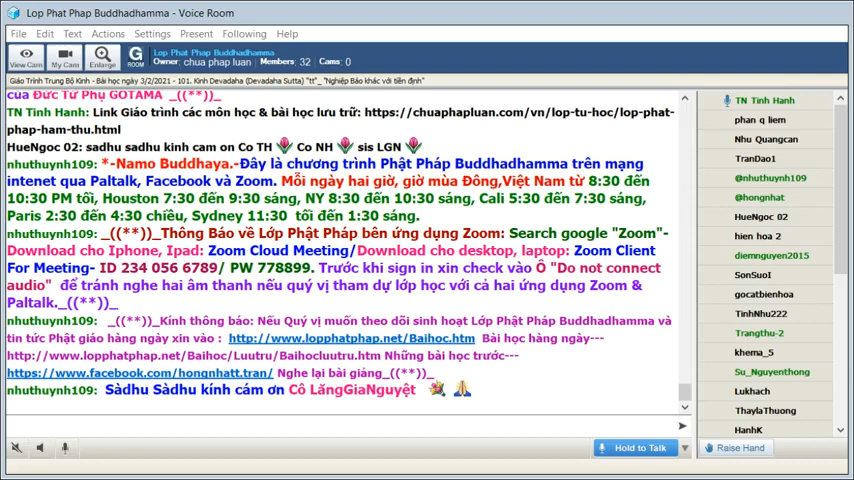 Lop Phat Phap Buddhadhamma - Voice Room
File Edit Text Actions Settings Present Following Help
View Cam
My Cam
Enlarge
G
ROOM
Lop Phat Phap Buddhadhamma
Owner: chua phap luan Members: 32 Cams: 0
Giáo Trình Trung Bộ Kinh - Bài học ngày 3/2/2021 - 101. Kinh Devadaha (Devadaha Sutta) "tt"_ "Nghiệp Báo khác với tiền định"
của Đức Từ Phụ GOTAMA _((**)_
TN Tinh Hanh: Link Giáo trình các môn học & bài học lưu trữ: https://chuaphapluan.com/vn/lop-tu-hoc/lop-phat-
phap-ham-thu.html
HueNgoc 02: sadhu sadhu kinh cam on Co TH Co NH sis LGN
nhuthuynh109: *-Namo Buddhaya.-Đây là chương trình Phật Pháp Buddhadhamma trên mạng
intenet qua Paltalk, Facebook và Zoom. Mỗi ngày hai giờ, giờ mùa Đông,Việt Nam từ 8:30 đến
10:30 PM tối, Houston 7:30 đến 9:30 sáng, NY 8:30 đến 10:30 sáng, Cali 5:30 đến 7:30 sáng,
Paris 2:30 đến 4:30 chiều, Sydney 11:30 tối đến 1:30 sáng.
nhuthuynh109: _((**))_Thông Báo về Lớp Phật Pháp bên ứng dụng Zoom: Search google "Zoom"-
Download cho Iphone, Ipad: Zoom Cloud Meeting/Download cho desktop, laptop: Zoom Client
For Meeting- ID 234 056 6789/ PW 778899. Trước khi sign in xin check vào Ô "Do not connect
audio" để tránh nghe hai âm thanh nếu quý vị tham dự lớp học với cả hai ứng dụng Zoom &
Paltalk._((**))_
nhuthuynh109: _((**))_Kính thông báo: Nếu Quý vị muốn theo dõi sinh hoạt Lớp Phật Pháp Buddhadhamma và
tin tức Phật giáo hàng ngày xin vào : http://www.lopphatphap.net/Baihoc.htm Bài học hàng ngày---
http://www.lopphatphap.net/Baihoc/Luutru/Baihocluutru.htm Những bài học trước---
https://www.facebook.com/hongnhatt.tran/ Nghe lại bài giảng_((**))_
nhuthuynh109: Sàdhu Sàdhu kính cám ơn Cô LăngGiaNguyệt
TN Tinh Hanh
phan q liem
Nhu Quangcan
TranDao1
@nhuthuynh109
@hongnhat
HueNgoc 02
hien hoa 2
diemnguyen2015
SonSuoI
gocatbienhoa
TinhNhu222
Trangthu-2
khema_5
Su_Nguyenthong
Lukhach
ThaylaThuong
HanhK
Hold to Talk
Raise Hand